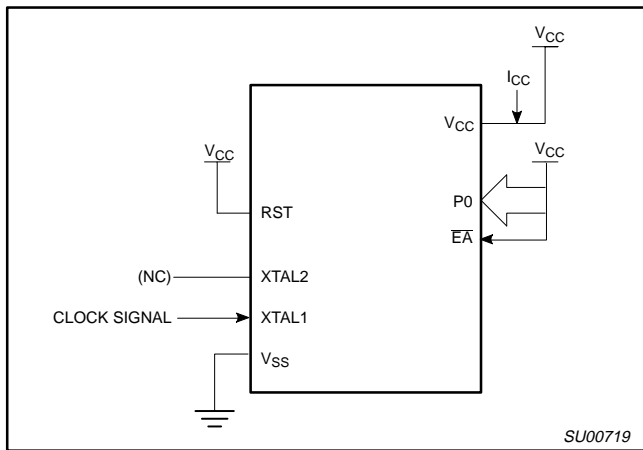 VCC
ICC
VCC
VCC
VCC
P0
RST
EA
(NC)
XTAL2
CLOCK SIGNAL
XTAL1
VSS
SU00719